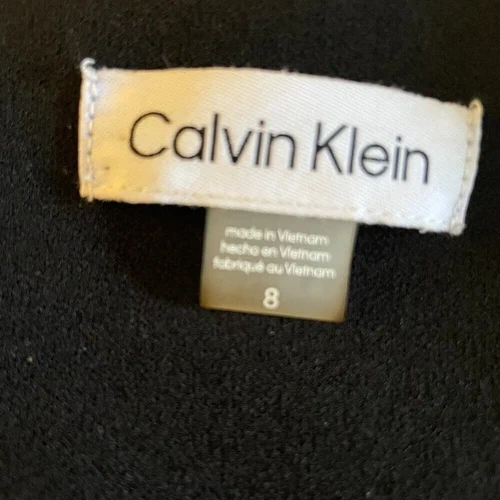 Calvin Klein
made in Vietnam
hecho en Vietnam
fabriqué au Vietnam
8